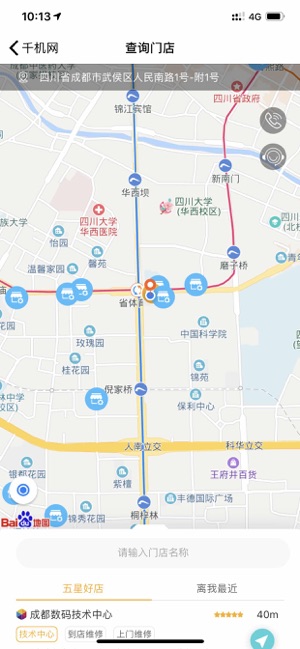 10:13
4G
千机网
查询门店
四川省成都市武侯区人民南路1号-附1号
四川省政府
锦江宾馆
新南门
华西坝
四川大学
(华西校区)
四川大学
华西医院
怡园
磨子桥
馨苑
温馨家园
省体
中国科学院
玫瑰园
桂花园
锦苑
倪家桥
保利中心
人南立交
科华立交
王府井百货
银都花园
紫檀
丰德国际广场
桐梓林
锦秀花园
Bai 地图
请输入门店名称
五星好店
离我最近
成都数码技术中心
40m
技术中心
到店维修
上门维修